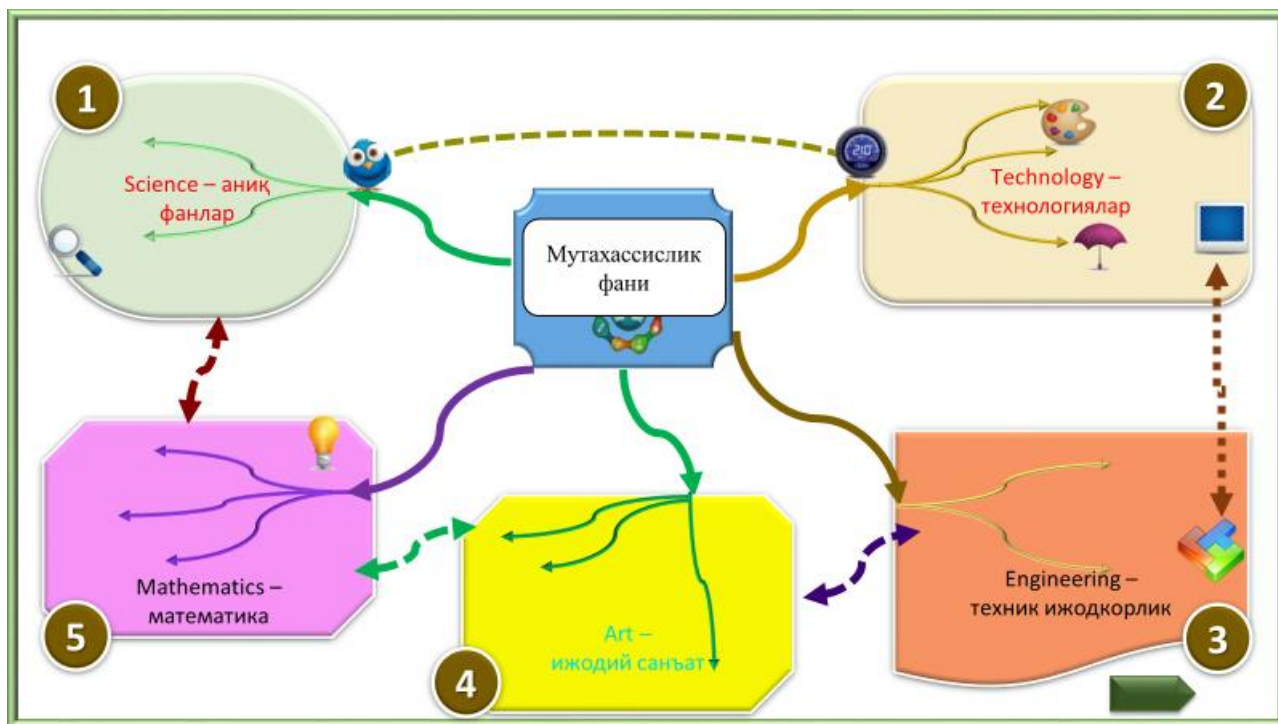 1
Science – аниқ
фанлар
2
210
Technology –
технологиялар
Мутахассислик
фани
Engineering –
техник ижодкорлик
3
Art –
ижодий санъат
4
Mathematics –
математика
5